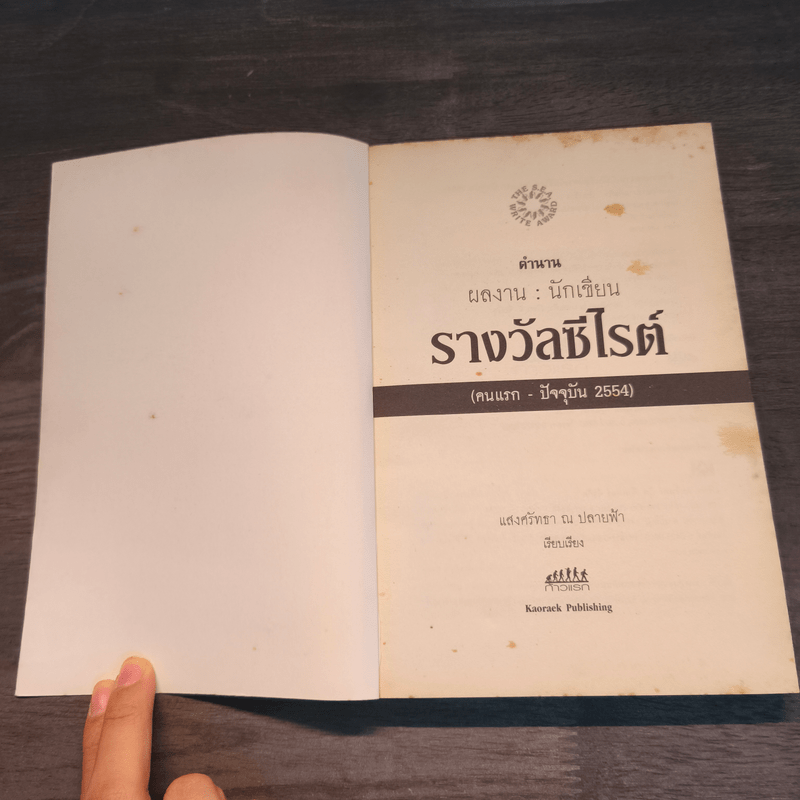 THE S.E.A. WRITE AWARD
ตำนาน
ผลงาน : นักเขียน
รางวัลซีไรต์
(คนแรก - ปัจจุบัน 2554)
แสงศรัทธา ณ ปลายฟ้า
เรียบเรียง
ก้าวแรก
Kaoraek Publishing